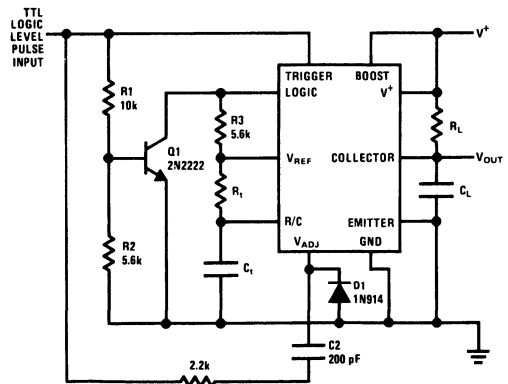 TTL
LOGIC
LEVEL
PULSE
INPUT
R1
10k
R2
5.6k
Q1
2N2222
R3
5.6k
Rt
Ct
TRIGGER
BOOST
LOGIC
V+
VREF
COLLECTOR
R/C
EMITTER
VADJ
GND
V+
RL
VOUT
CL
D1
1N914
C2
200 pF
2.2k